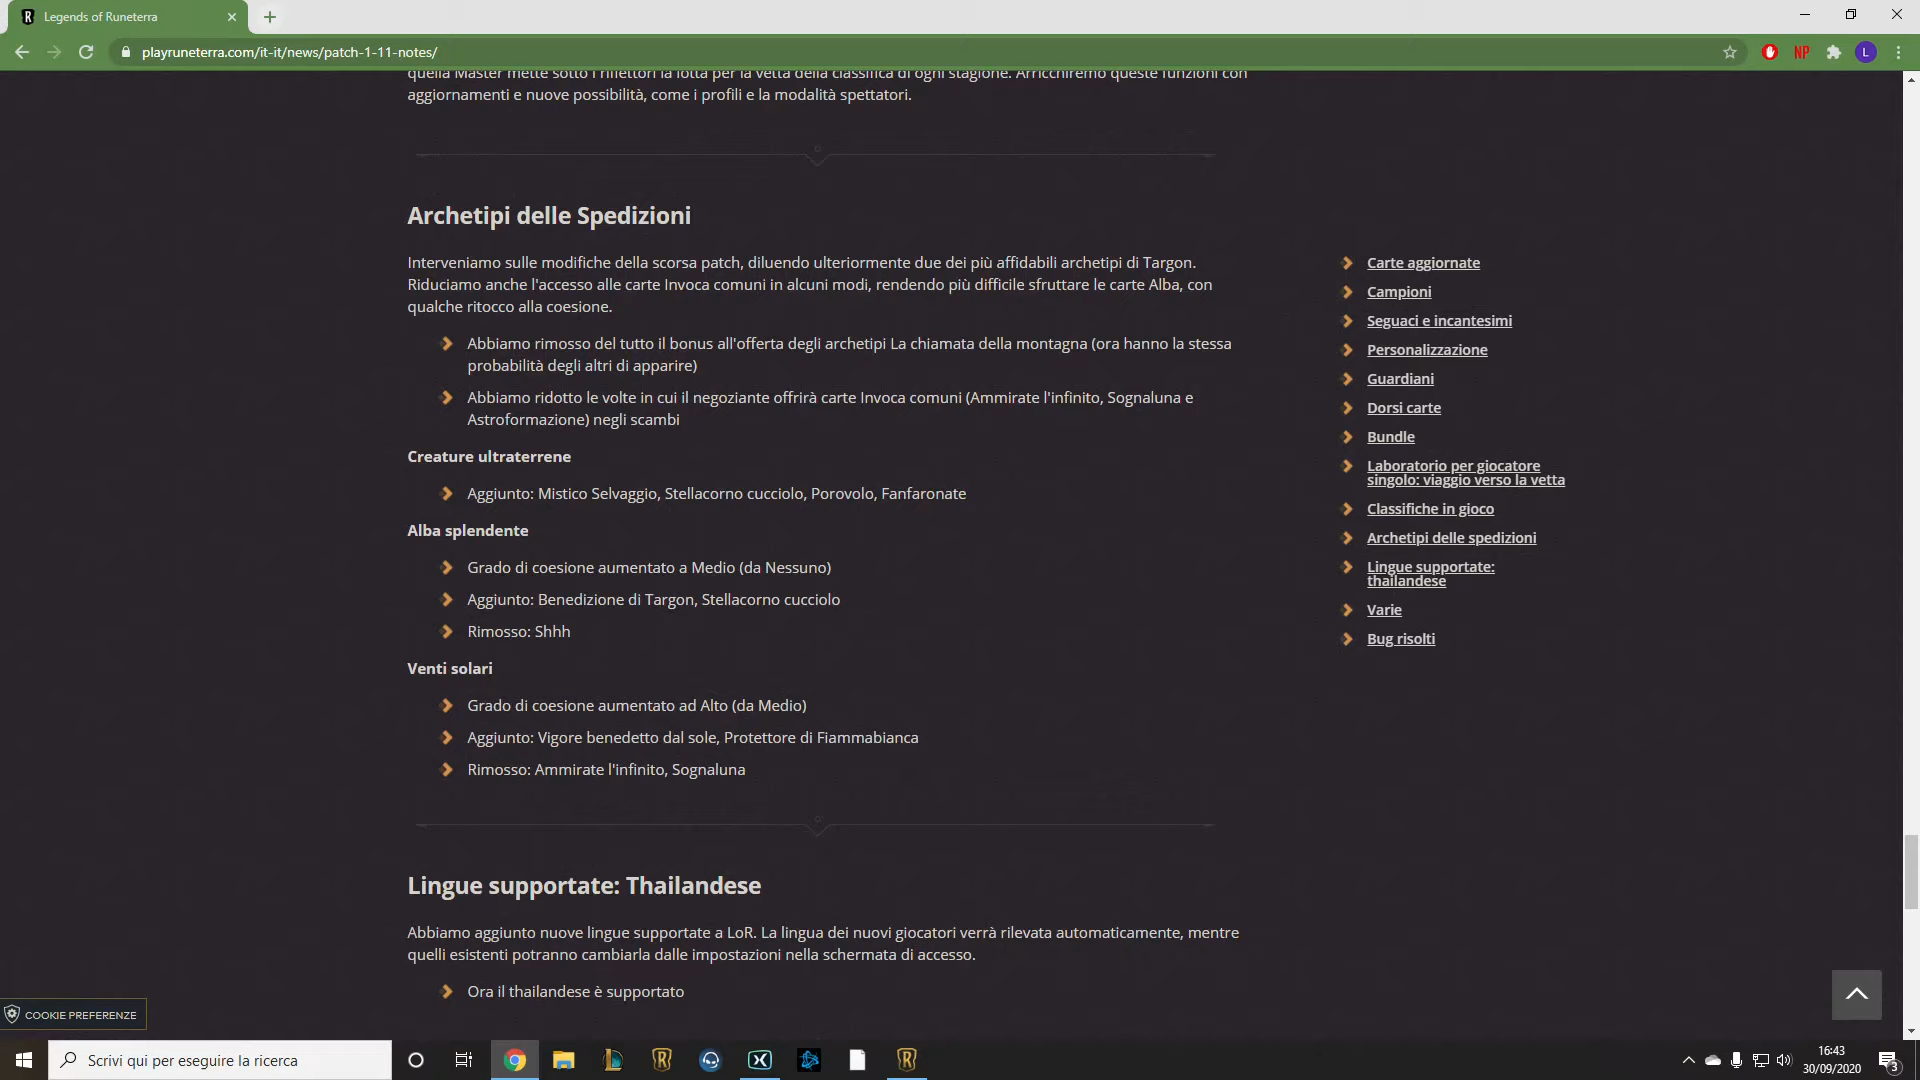 Legends of Runeterra
playruneterra.com/it-it/news/patch-1-11-notes/
NP
L
quella Master mette sotto i riflettori la lotta per la vetta della classifica di ogni stagione. Arricchiremo queste funzioni con
aggiornamenti e nuove possibilità, come i profili e la modalità spettatori.
Archetipi delle Spedizioni
Interveniamo sulle modifiche della scorsa patch, diluendo ulteriormente due dei più affidabili archetipi di Targon.
Riduciamo anche l'accesso alle carte Invoca comuni in alcuni modi, rendendo più difficile sfruttare le carte Alba, con
qualche ritocco alla coesione.
Abbiamo rimosso del tutto il bonus all'offerta degli archetipi La chiamata della montagna (ora hanno la stessa
probabilità degli altri di apparire)
Abbiamo ridotto le volte in cui il negoziante offrirà carte Invoca comuni (Ammirate l'infinito, Sognaluna e
Astroformazione) negli scambi
Creature ultraterrene
Aggiunto: Mistico Selvaggio, Stellacorno cucciolo, Porovolo, Fanfaronate
Alba splendente
Grado di coesione aumentato a Medio (da Nessuno)
Aggiunto: Benedizione di Targon, Stellacorno cucciolo
Rimosso: Shhh
Venti solari
Grado di coesione aumentato ad Alto (da Medio)
Aggiunto: Vigore benedetto dal sole, Protettore di Fiammabianca
Rimosso: Ammirate l'infinito, Sognaluna
Lingue supportate: Thailandese
Abbiamo aggiunto nuove lingue supportate a LoR. La lingua dei nuovi giocatori verrà rilevata automaticamente, mentre
quelli esistenti potranno cambiarla dalle impostazioni nella schermata di accesso.
Ora il thailandese è supportato
Carte aggiornate
Campioni
Seguaci e incantesimi
Personalizzazione
Guardiani
Dorsi carte
Bundle
Laboratorio per giocatore
singolo: viaggio verso la vetta
Classifiche in gioco
Archetipi delle spedizioni
Lingue supportate:
thailandese
Varie
Bug risolti
COOKIE PREFERENZE
Scrivi qui per eseguire la ricerca
16:43
30/09/2020
3